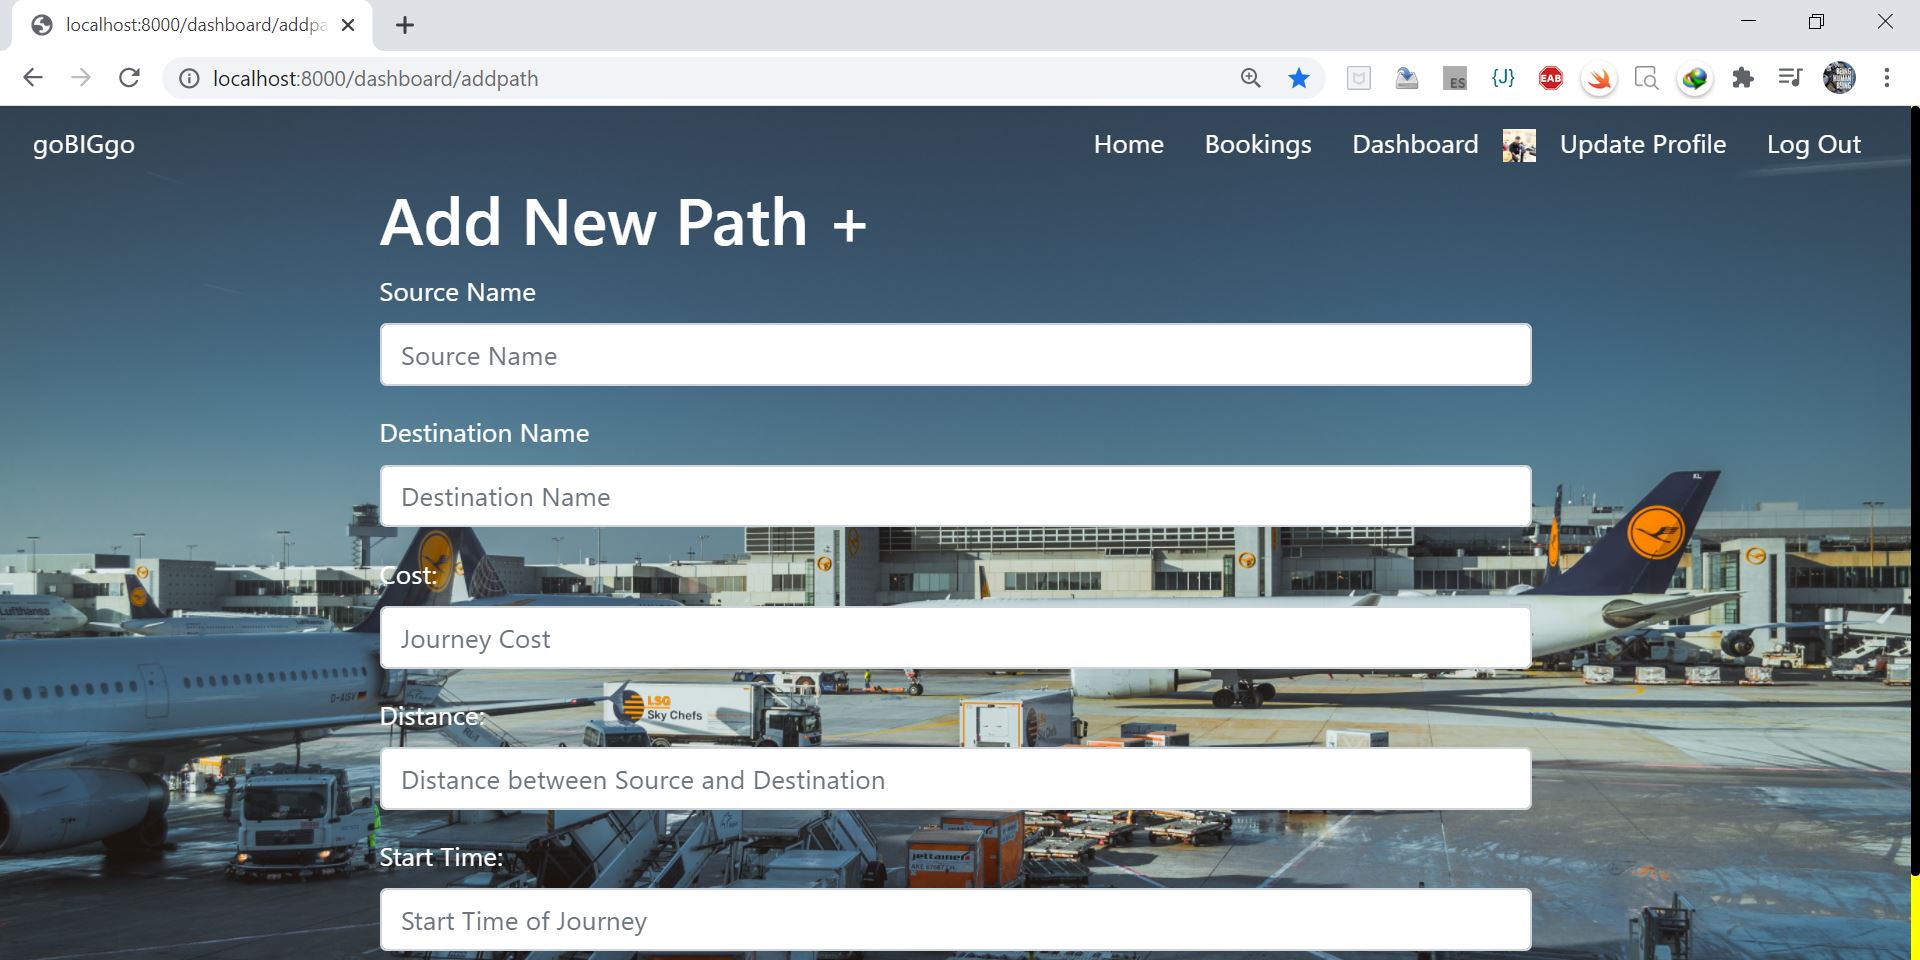 localhost:8000/dashboard/addpa
localhost:8000/dashboard/addpath
ES
{J}
EAB
goBIGgo
Home
Bookings
Dashboard
Update Profile
Log Out
Add New Path +
Source Name
Source Name
Destination Name
Destination Name
Cost:
Lufthansa
Journey Cost
D-AISV
LSG
Sky Chefs
Distance:
Distance between Source and Destination
Start Time:
jettainer
Start Time of Journey